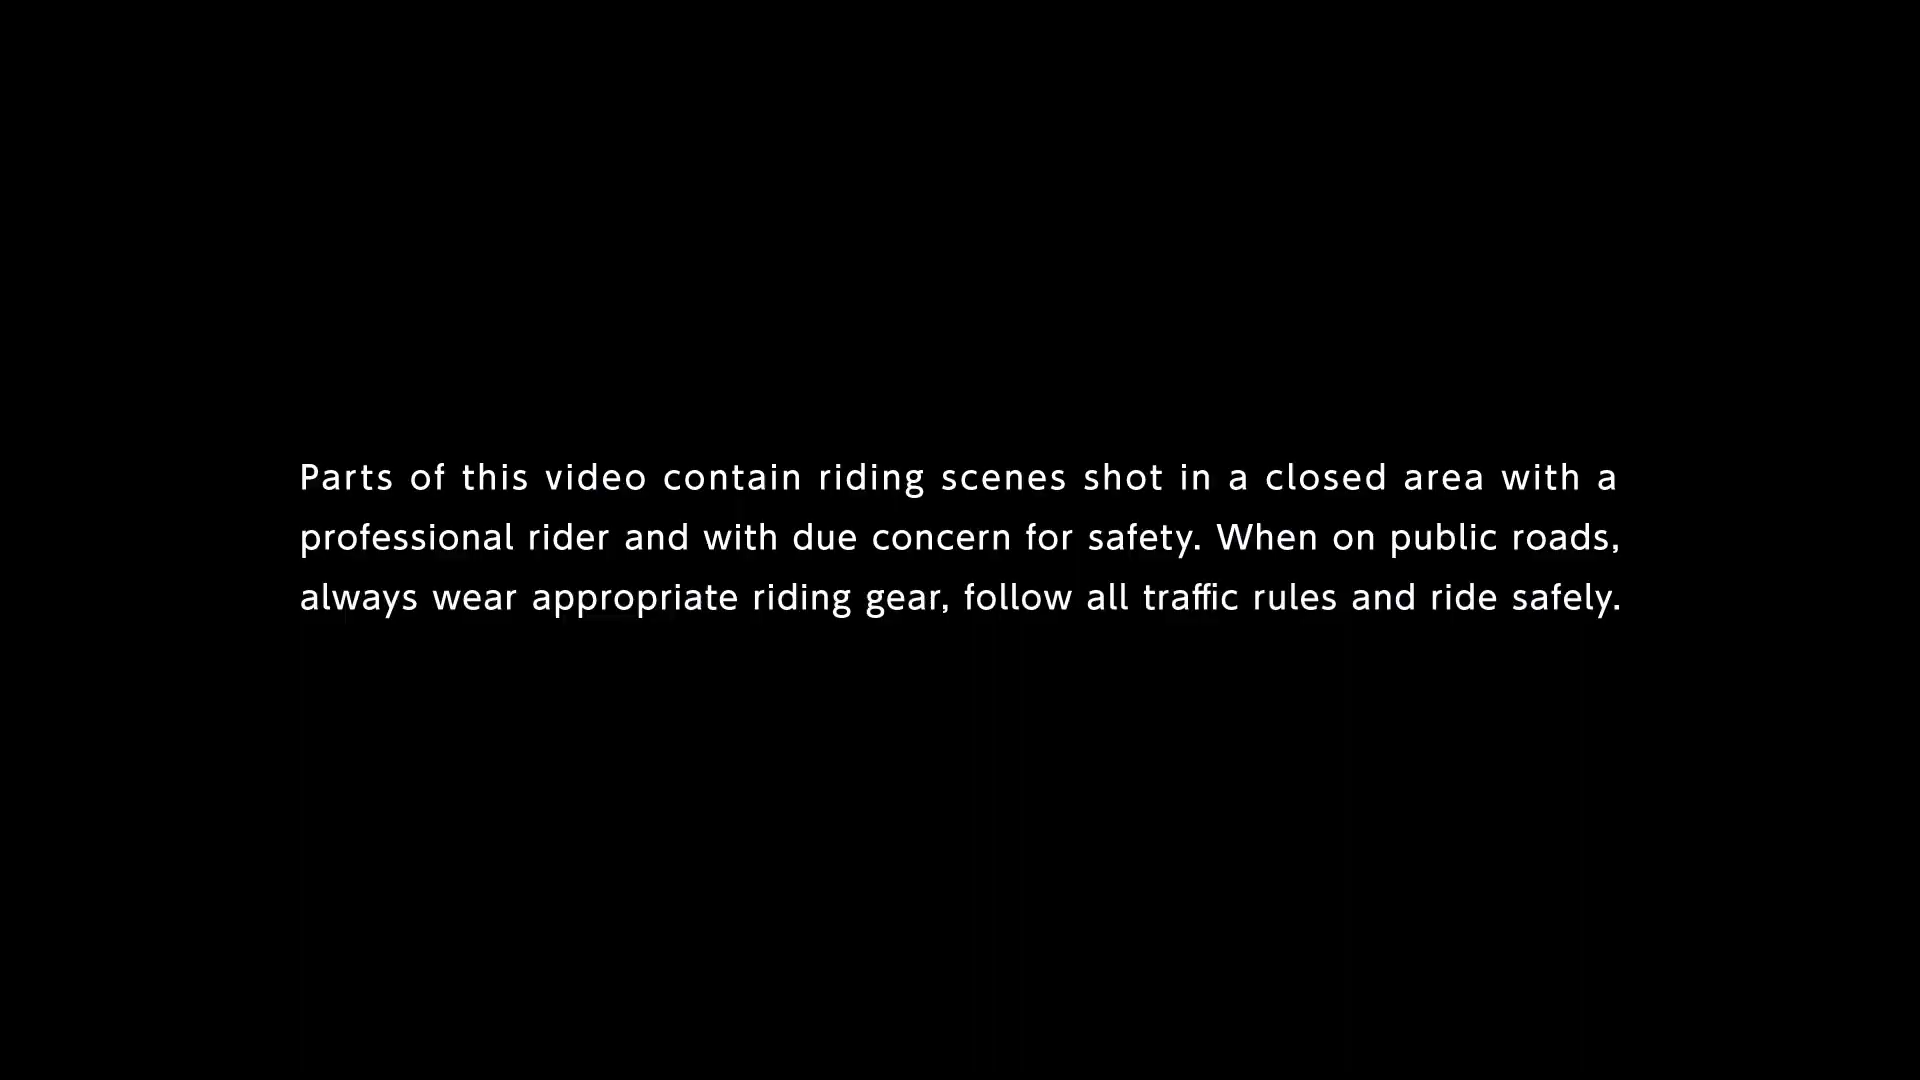 Parts of this video contain riding scenes shot in a closed area with a
professional rider and with due concern for safety. When on public roads,
always wear appropriate riding gear, follow all traffic rules and ride safely.